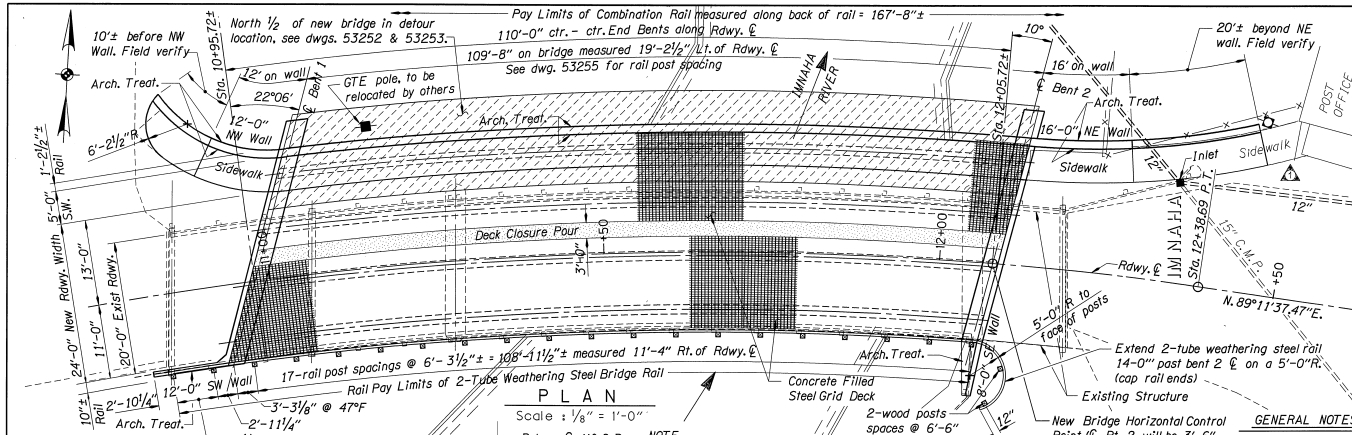 Pay Limits of Combination Rail measured along back of rail = 167'-8"±
110'-0" ctr. - ctr. End Bents along Rdwy. ℄
109'-8" on bridge measured 19'-2½" Lt. of Rdwy. ℄
See dwg. 53255 for rail post spacing
North ½ of new bridge in detour
location, see dwgs. 53252 & 53253.
10'± before NW
Wall. Field verify
Arch. Treat.
Sta. 10+95.72±
12' on wall
22°06'
℄ Bent 1
GTE pole, to be
relocated by others
12'-0"
NW Wall
6'-2½"R
Sidewalk
Arch. Treat.
IMNAHA
RIVER
10°
16' on wall
℄ Bent 2
Sta. 12+05.72±
Arch. Treat.
16'-0" NE Wall
Sidewalk
20'± beyond NE
wall. Field verify
POST
OFFICE
Sidewalk
Inlet
1
12"
12"
15" C.M.P.
IMNAHA
Sta. 12+38.69 P.T.
+50
Rdwy. ℄
N.89°11'37.47"E.
1'-2½"±
Rail
5'-0"
S.W.
24'-0" New Rdwy. Width
13'-0"
11'-0"
20'-0" Exist Rdwy.
10"±
Rail
11+00
Deck Closure Pour
3'-0"
+50
12+00
17-rail post spacings @ 6'-3½"± = 108'-11½"± measured 11'-4" Rt. of Rdwy. ℄
Rail Pay Limits of 2-Tube Weathering Steel Bridge Rail
12'-0" SW Wall
2'-10¼"
Arch. Treat.
3'-3⅛" @ 47°F
2'-11¼"
PLAN
Scale : ⅛" = 1'-0"
NOTE
Concrete Filled
Steel Grid Deck
Arch. Treat.
8'-0" SE Wall
2-wood posts
spaces @ 6'-6"
12"
5'-0" R to
face of posts
Extend 2-tube weathering steel rail
14'-0" past bent 2 ℄ on a 5'-0"R.
(cap rail ends)
Existing Structure
New Bridge Horizontal Control
GENERAL NOTES